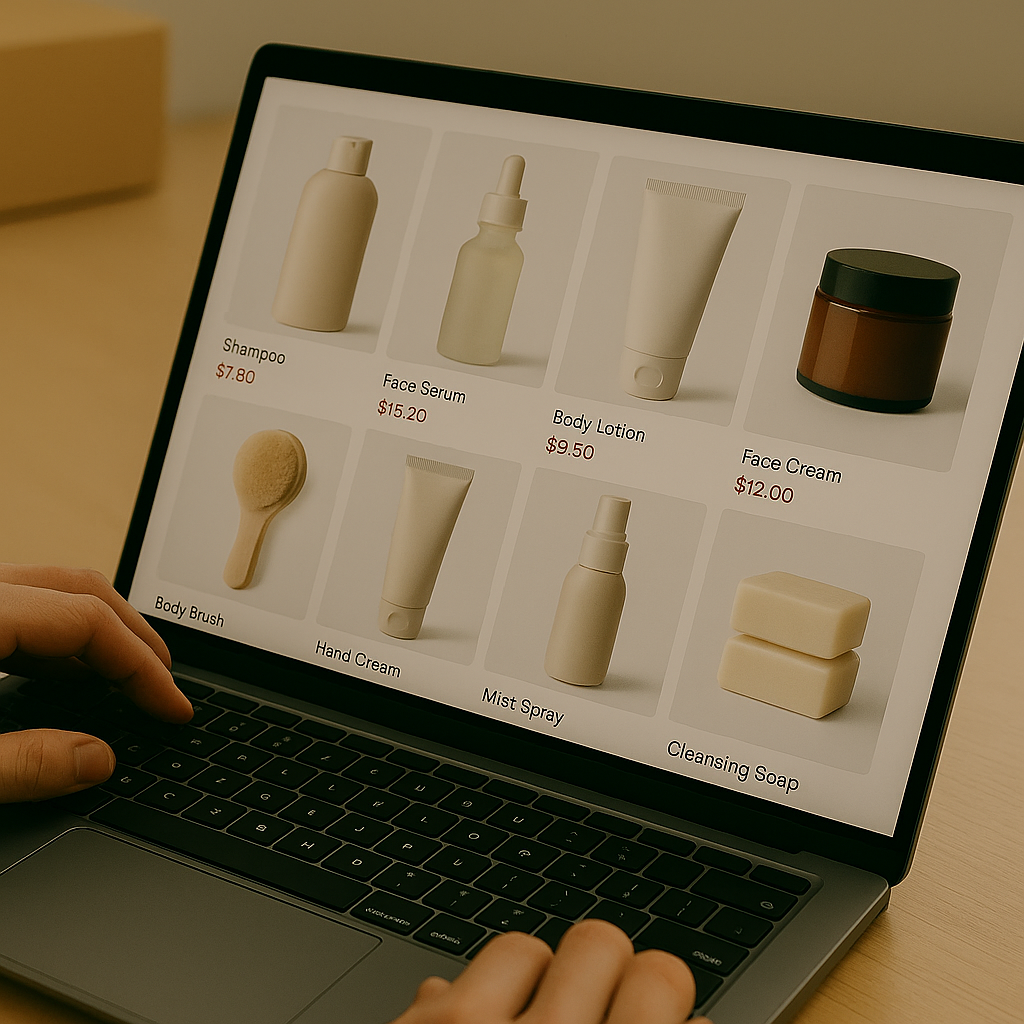 Shampoo
$7.80
Face Serum
$15.20
Body Lotion
$9.50
Face Cream
$12.00
Body Brush
Hand Cream
Mist Spray
Cleansing Soap